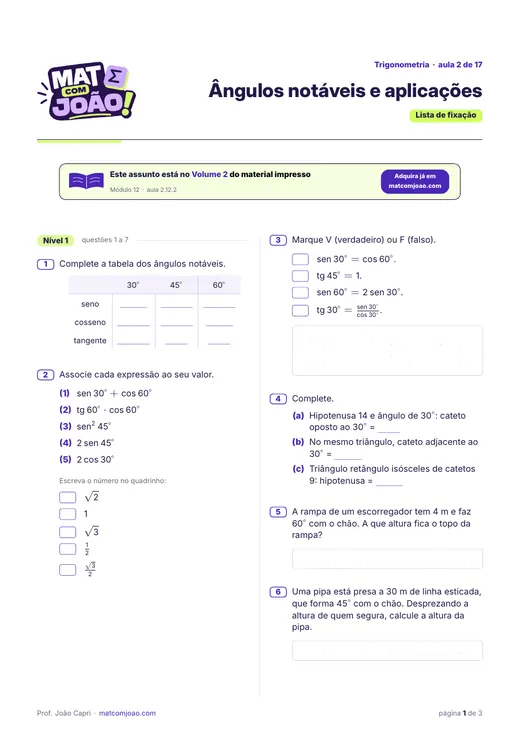 MAT
COM
JOÃO!
Σ
Trigonometria · aula 2 de 17
Ângulos notáveis e aplicações
Lista de fixação
Este assunto está no Volume 2 do material impresso
Módulo 12 · aula 2.12.2
Adquira já em
matcomjoao.com
Nível 1 questões 1 a 7
1 Complete a tabela dos ângulos notáveis.
30° 45° 60°
seno
cosseno
tangente
2 Associe cada expressão ao seu valor.
(1) sen 30° + cos 60°
(2) tg 60° · cos 60°
(3) sen² 45°
(4) 2 sen 45°
(5) 2 cos 30°
Escreva o número no quadrinho:
√2
1
√3
1/2
√3/2
3 Marque V (verdadeiro) ou F (falso).
sen 30° = cos 60°.
tg 45° = 1.
sen 60° = 2 sen 30°.
tg 30° = sen 30°/cos 30°.
4 Complete.
(a) Hipotenusa 14 e ângulo de 30°: cateto
oposto ao 30° = ____
(b) No mesmo triângulo, cateto adjacente ao
30° = ____
(c) Triângulo retângulo isósceles de catetos
9: hipotenusa = ____
5 A rampa de um escorregador tem 4 m e faz
60° com o chão. A que altura fica o topo da
rampa?
6 Uma pipa está presa a 30 m de linha esticada,
que forma 45° com o chão. Desprezando a
altura de quem segura, calcule a altura da
pipa.
Prof. João Capri · matcomjoao.com
página 1 de 3